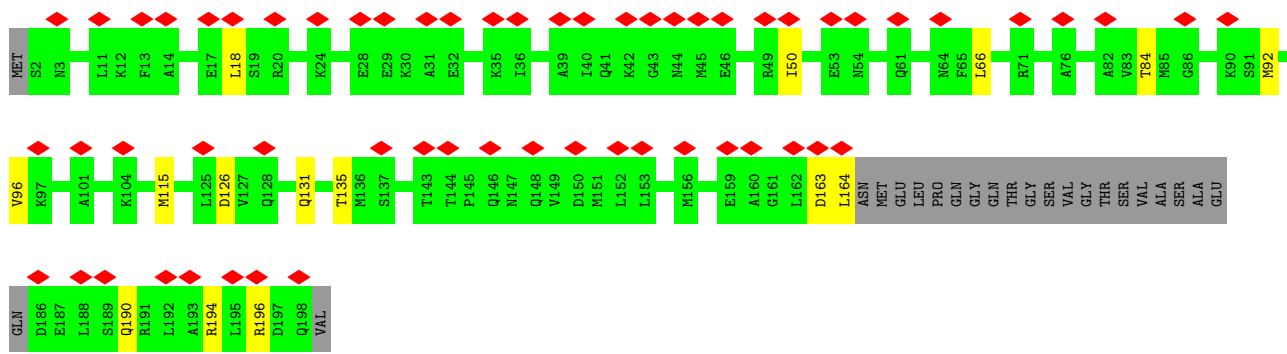 MET S2 N3 L11 K12 F13 A14 E17 L18 S19 R20 K24 E28 E29 K30 A31 E32 K35 I36 A39 I40 Q41 K42 G43 N44 M45 E46 R49 I50 E53 N54 Q61 N64 F65 L66 R71 A76 A82 V83 T84 M85 G86 K90 S91 M92
V96 K97 A101 K104 M115 L125 D126 V127 Q128 Q131 T135 M136 S137 T143 T144 P145 Q146 N147 Q148 V149 D150 M151 L152 L153 M156 E159 A160 G161 L162 D163 L164 ASN MET GLU LEU PRO GLN GLY GLN THR GLY SER VAL GLY THR SER VAL ALA SER ALA GLU
GLN D186 E187 L188 S189 Q190 R191 L192 A193 R194 L195 R196 D197 Q198 VAL